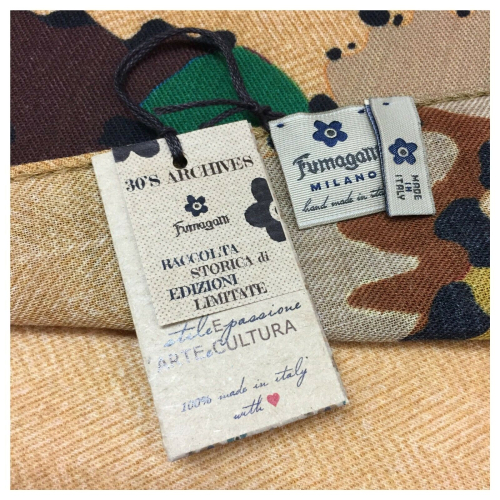 30'S ARCHIVES
Fumagalli
RACCOLTA
STORICA di
EDIZIONI
LIMITATE
stile e passione
ARTE e CULTURA
100% made in italy
with
Fumagalli
MILANO
hand made in italy
MADE
IN
ITALY